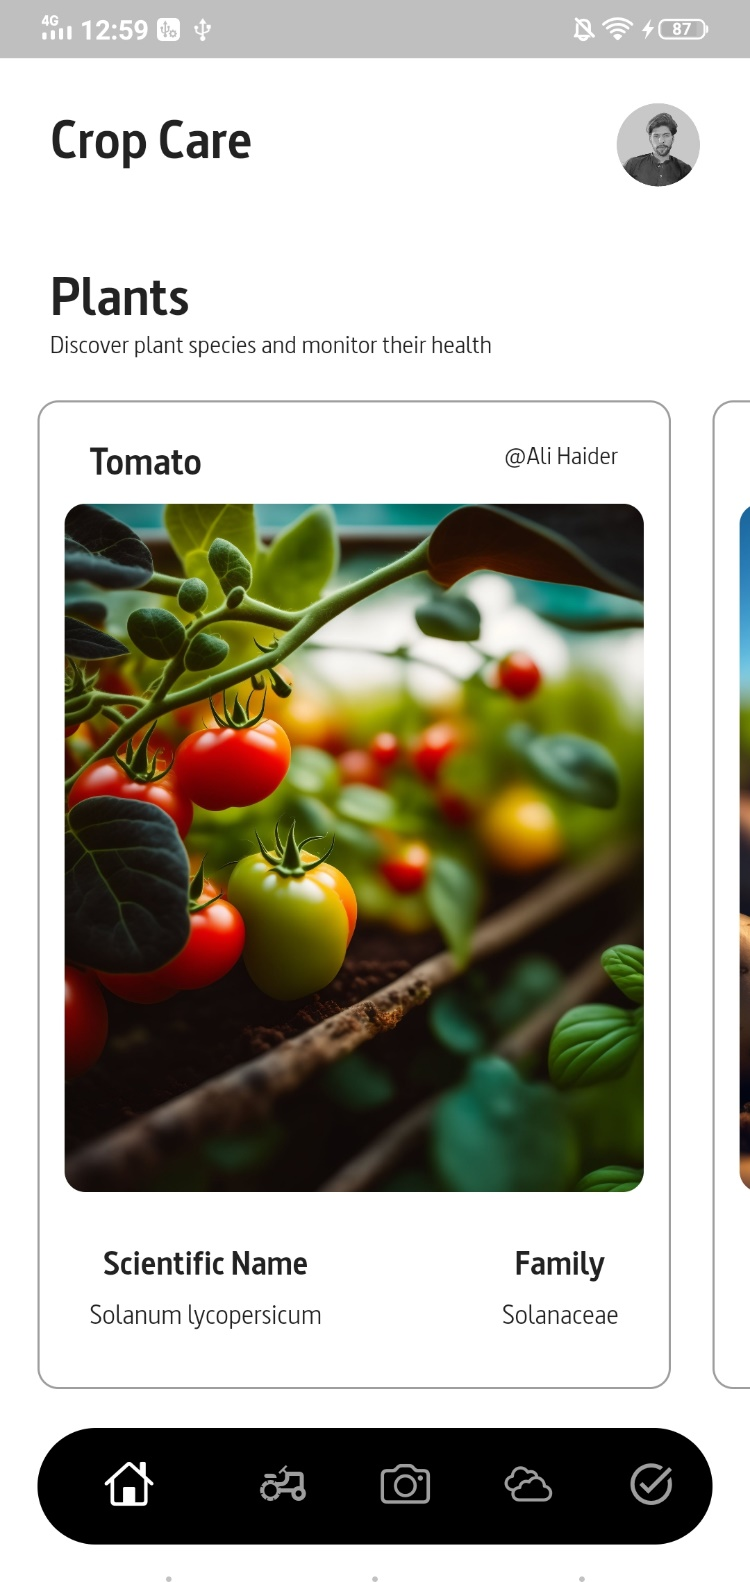 4G 12:59 87
Crop Care
Plants
Discover plant species and monitor their health
Tomato @Ali Haider
Scientific Name Family
Solanum lycopersicum Solanaceae